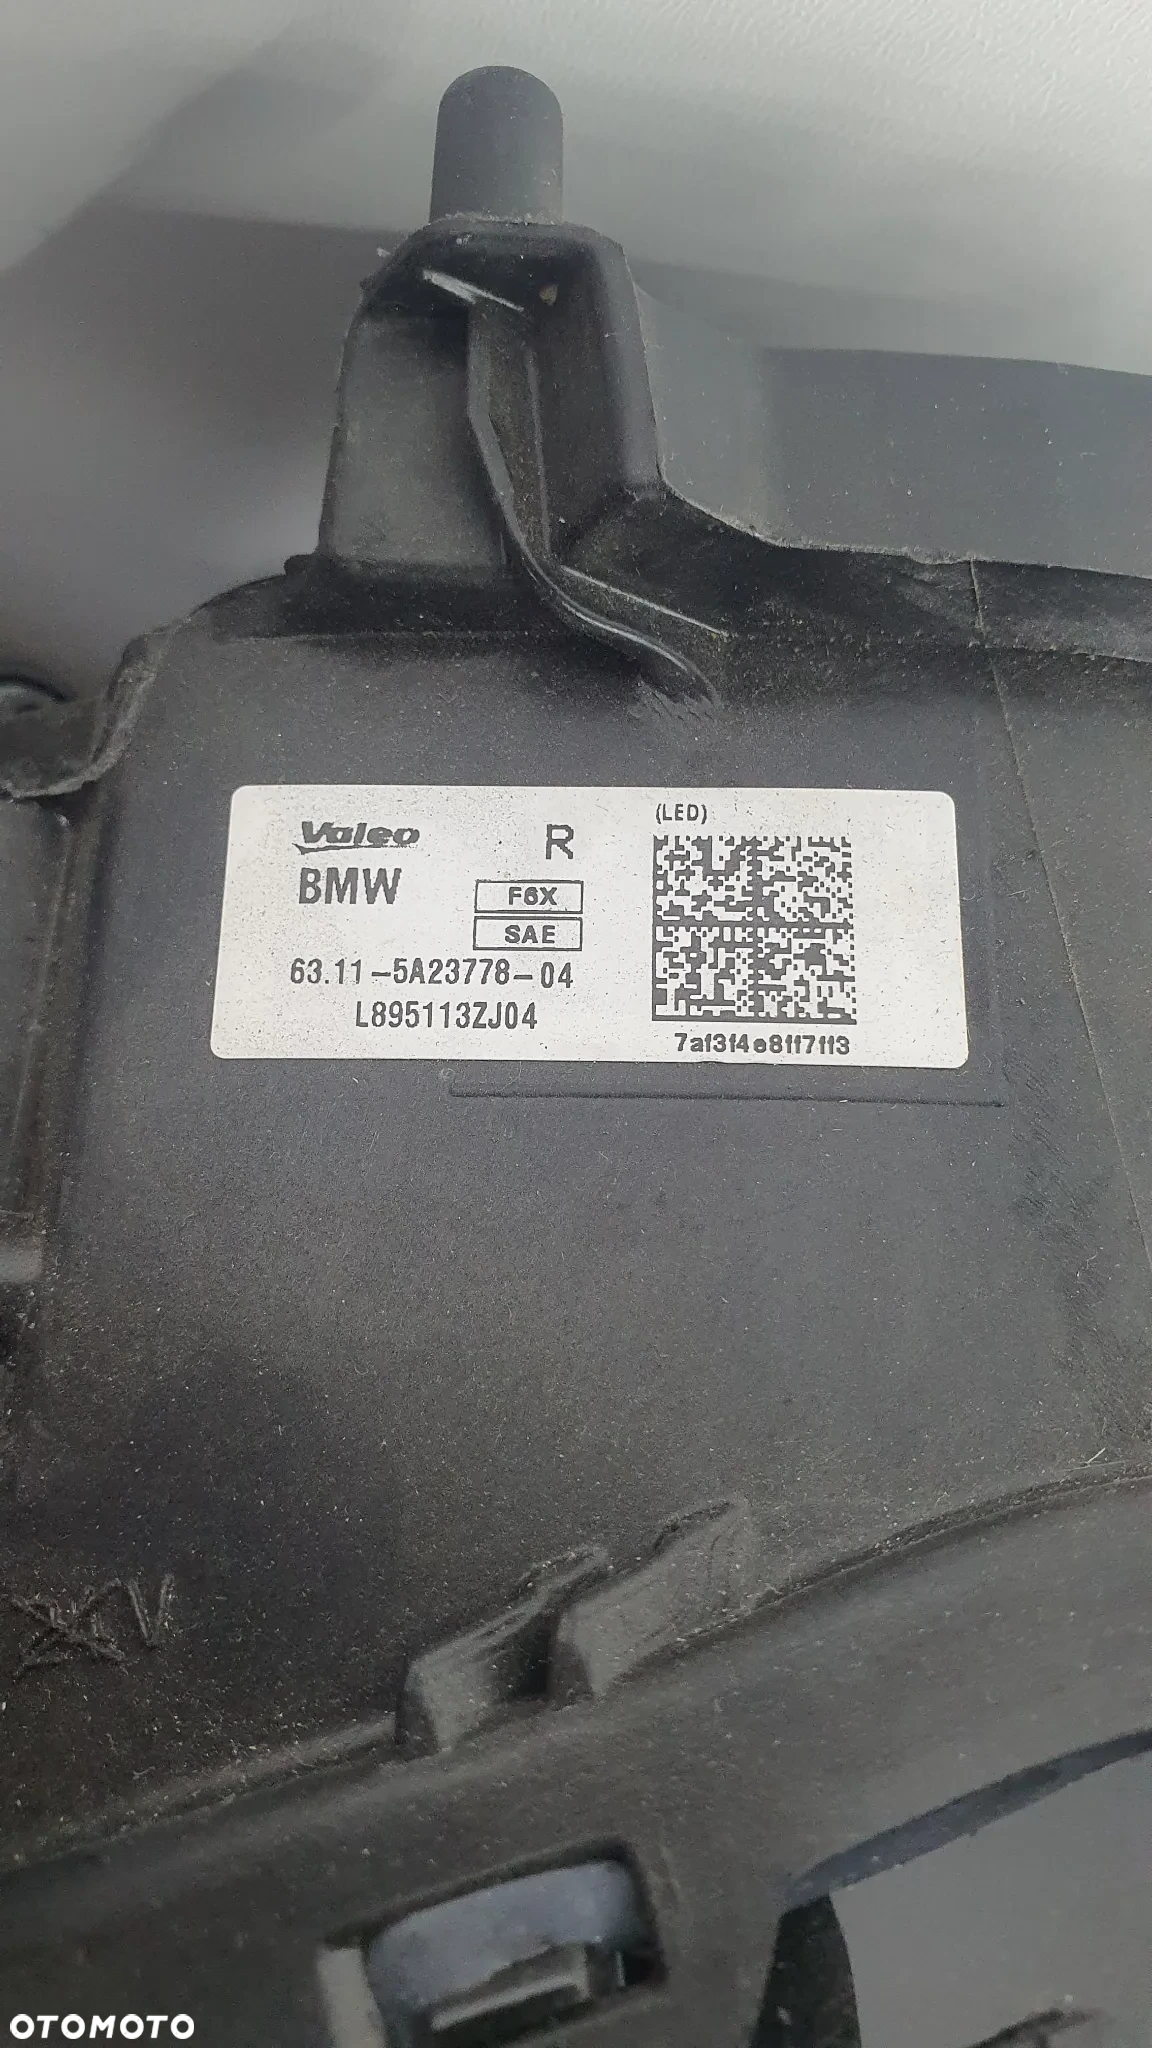 (LED)
Valeo
R
BMW
F6X
SAE
63.11-5A23778-04
L895113ZJ04
7af3f4e8ff7ff3
OTOMOTO